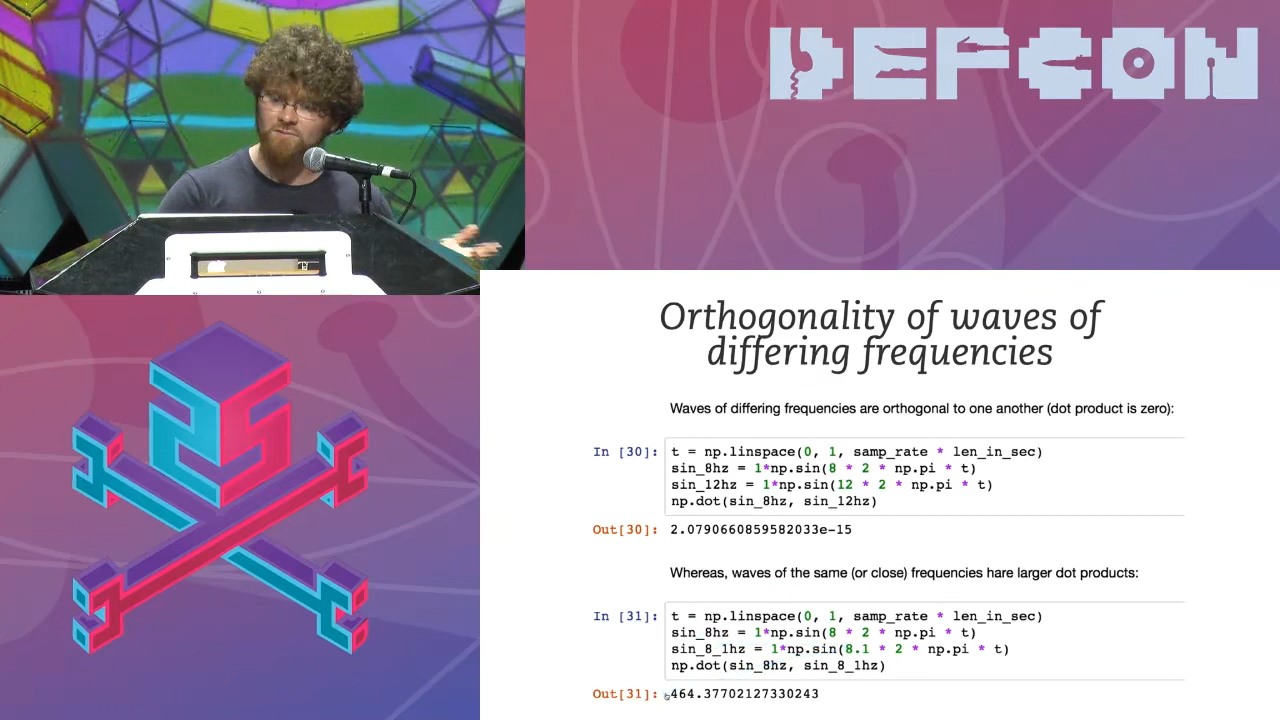 DEFCON
Orthogonality of waves of
differing frequencies
Waves of differing frequencies are orthogonal to one another (dot product is zero):
In [30]: t = np.linspace(0, 1, samp_rate * len_in_sec)
sin_8hz = 1*np.sin(8 * 2 * np.pi * t)
sin_12hz = 1*np.sin(12 * 2 * np.pi * t)
np.dot(sin_8hz, sin_12hz)
Out[30]: 2.0790660859582033e-15
Whereas, waves of the same (or close) frequencies hare larger dot products:
In [31]: t = np.linspace(0, 1, samp_rate * len_in_sec)
sin_8hz = 1*np.sin(8 * 2 * np.pi * t)
sin_8_1hz = 1*np.sin(8.1 * 2 * np.pi * t)
np.dot(sin_8hz, sin_8_1hz)
Out[31]: 464.37702127330243